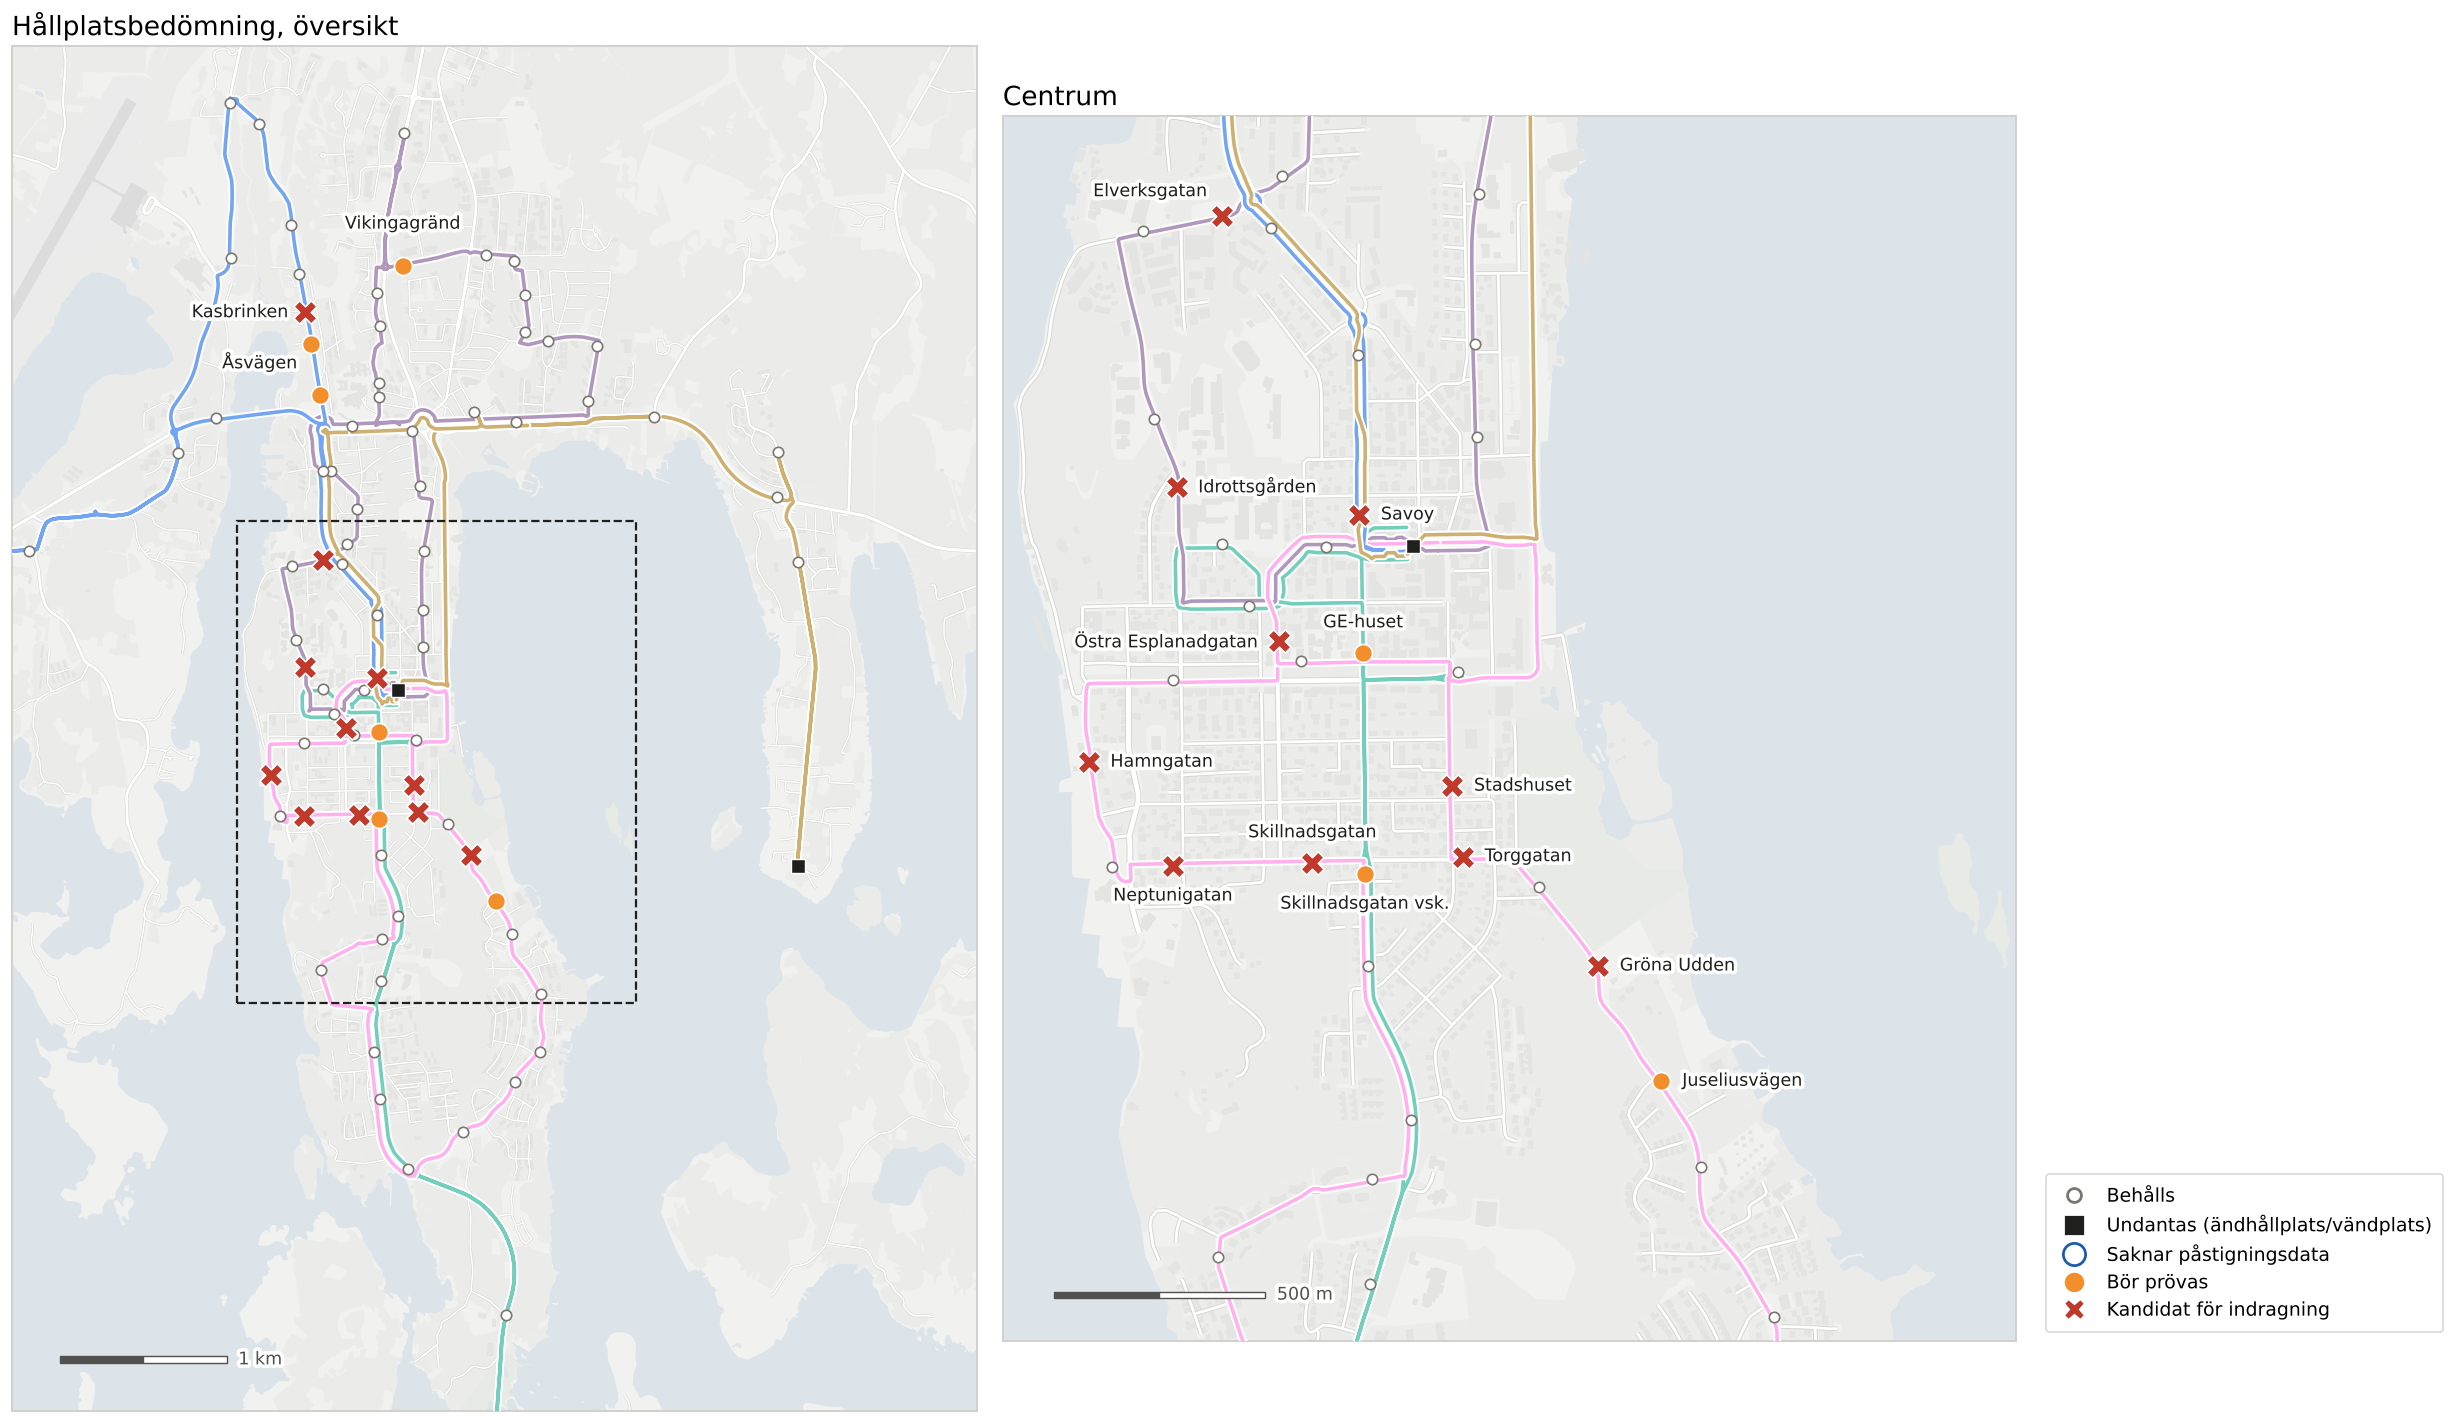 Hållplatsbedömning, översikt
Vikingagränd
Kasbrinken
Åsvägen
1 km
Centrum
Elverksgatan
Idrottsgården
Savoy
GE-huset
Östra Esplanadgatan
Hamngatan
Stadshuset
Skillnadsgatan
Torggatan
Neptunigatan
Skillnadsgatan vsk.
Gröna Udden
Juseliusvägen
500 m
Behålls
Undantas (ändhållplats/vändplats)
Saknar påstigningsdata
Bör prövas
Kandidat för indragning